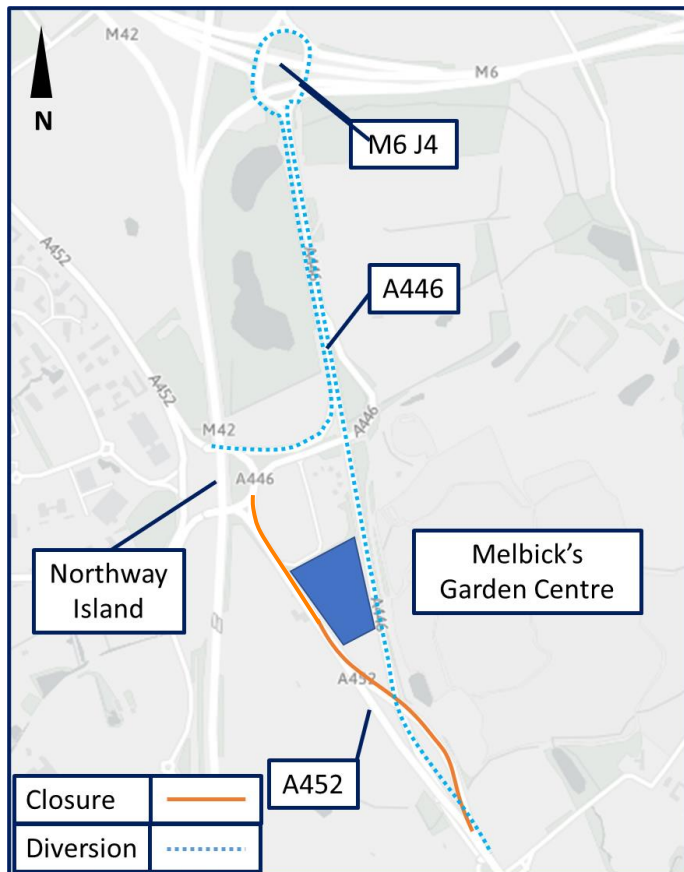 M42
M6
N
M6 J4
A446
A452
A446
A452
A446
M42
A446
Northway
Island
Melbick's
Garden Centre
A446
A452
A452
Closure
Diversion